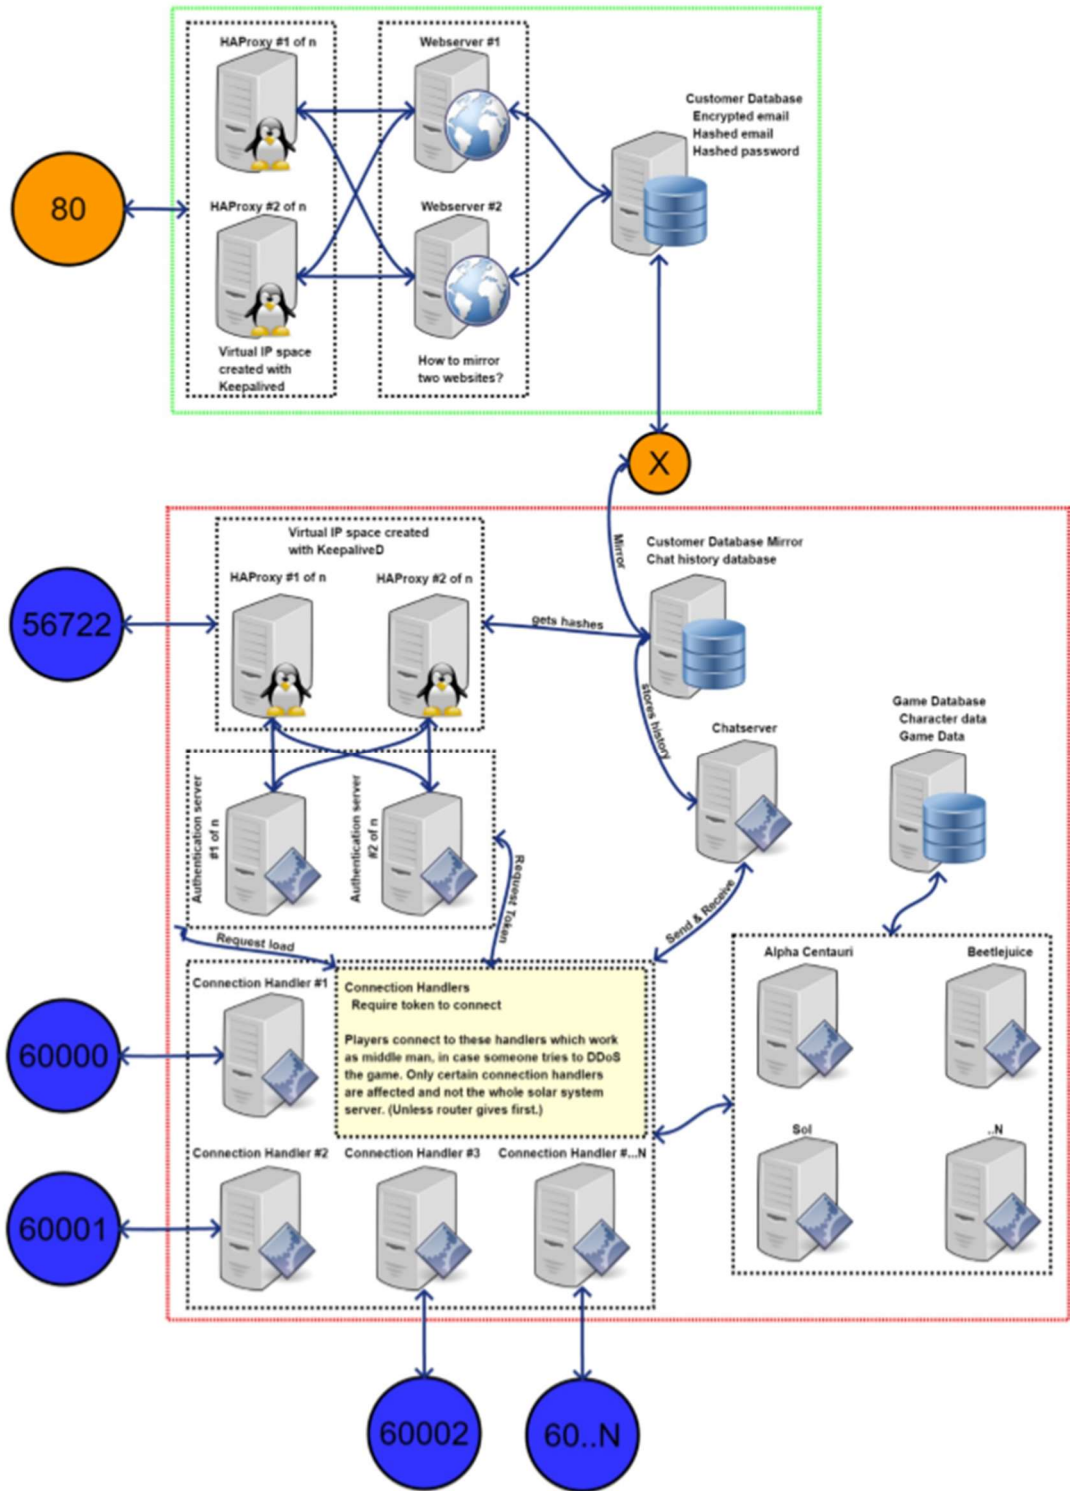 HAProxy #1 of n
Webserver #1
Customer Database
Encrypted email
Hashed email
Hashed password
80
HAProxy #2 of n
Webserver #2
Virtual IP space
created with
Keepalived
How to mirror
two websites?
X
Virtual IP space created
with KeepaliveD
Mirror
Customer Database Mirror
Chat history database
HAProxy #1 of n
HAProxy #2 of n
56722
gets hashes
stores history
Game Database
Character data
Game Data
Chatserver
Authentication server
#1 of n
Authentication server
#2 of n
Request Token
Send & Receive
Request load
Alpha Centauri
Beetlejuice
Connection Handler #1
Connection Handlers
Require token to connect
Players connect to these handlers which work
as middle man, in case someone tries to DDoS
the game. Only certain connection handlers
are affected and not the whole solar system
server. (Unless router gives first.)
60000
Sol
..N
Connection Handler #2
Connection Handler #3
Connection Handler #...N
60001
60002
60..N